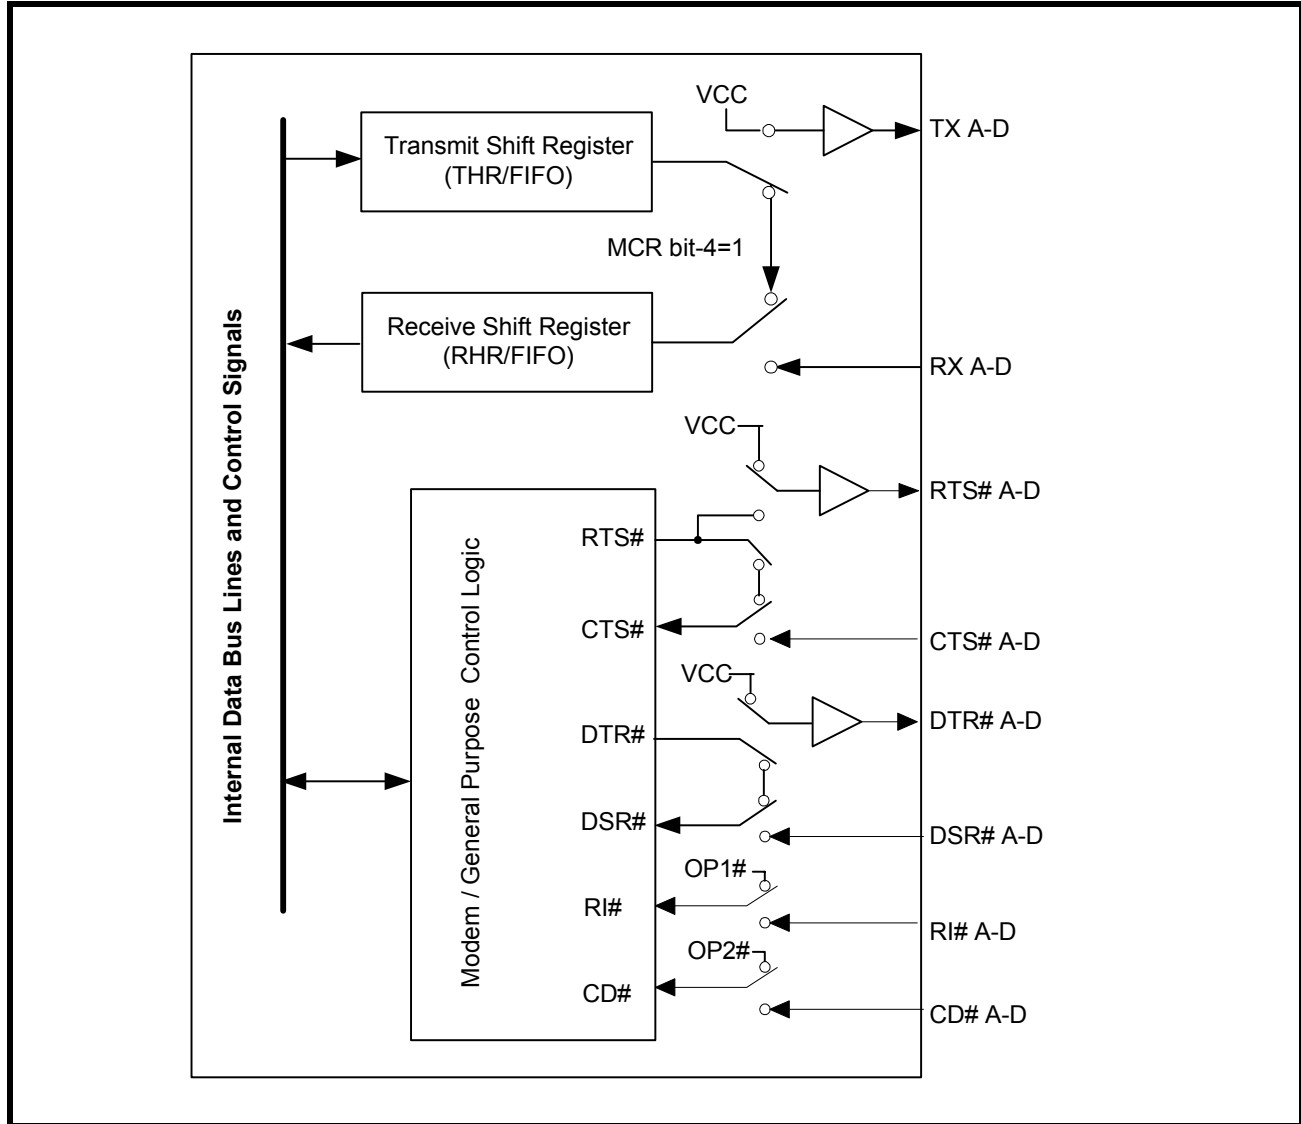 VCC
TX A-D
Transmit Shift Register
(THR/FIFO)
MCR bit-4=1
Receive Shift Register
(RHR/FIFO)
RX A-D
Internal Data Bus Lines and Control Signals
VCC
RTS# A-D
Modem / General Purpose Control Logic
RTS#
CTS#
CTS# A-D
VCC
DTR# A-D
DTR#
DSR#
DSR# A-D
OP1#
RI#
RI# A-D
OP2#
CD#
CD# A-D